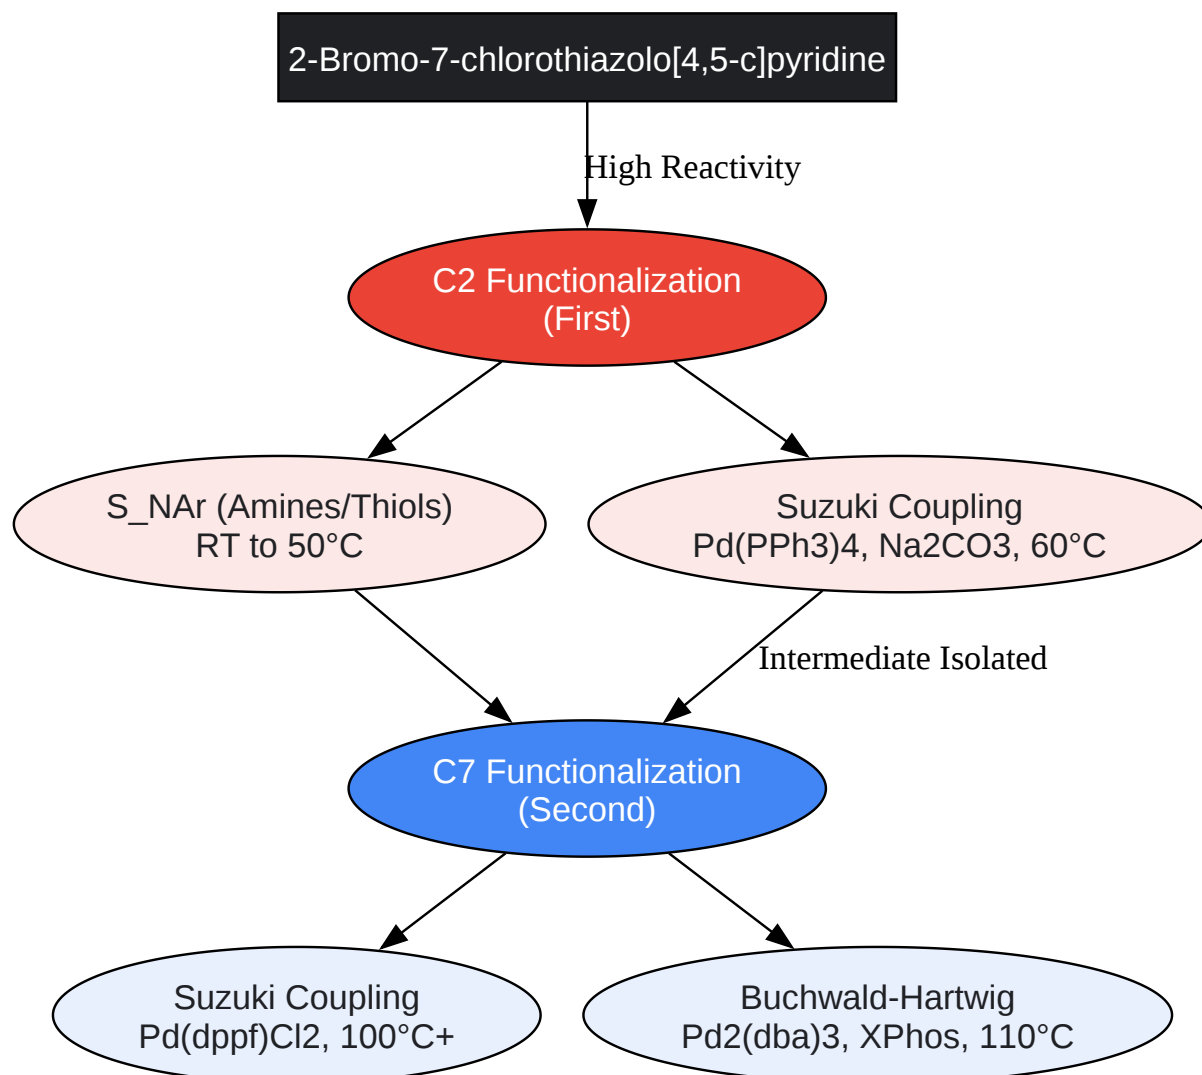 2-Bromo-7-chlorothiazolo[4,5-c]pyridine
High Reactivity
C2 Functionalization
(First)
S_NAr (Amines/Thiols)
RT to 50°C
Suzuki Coupling
Pd(PPh3)4, Na2CO3, 60°C
Intermediate Isolated
C7 Functionalization
(Second)
Suzuki Coupling
Pd(dppf)Cl2, 100°C+
Buchwald-Hartwig
Pd2(dba)3, XPhos, 110°C